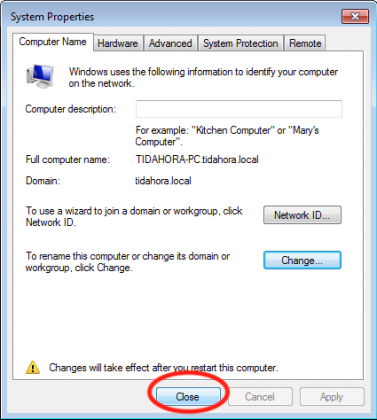 System Properties
Computer Name Hardware Advanced System Protection Remote
Windows uses the following information to identify your computer
on the network.
Computer description:
For example: "Kitchen Computer" or "Mary's
Computer".
Full computer name: TIDAHORA-PC.tidahora.local
Domain: tidahora.local
To use a wizard to join a domain or workgroup, click
Network ID.
Network ID...
To rename this computer or change its domain or
workgroup, click Change.
Change...
Changes will take effect after you restart this computer.
Close Cancel Apply